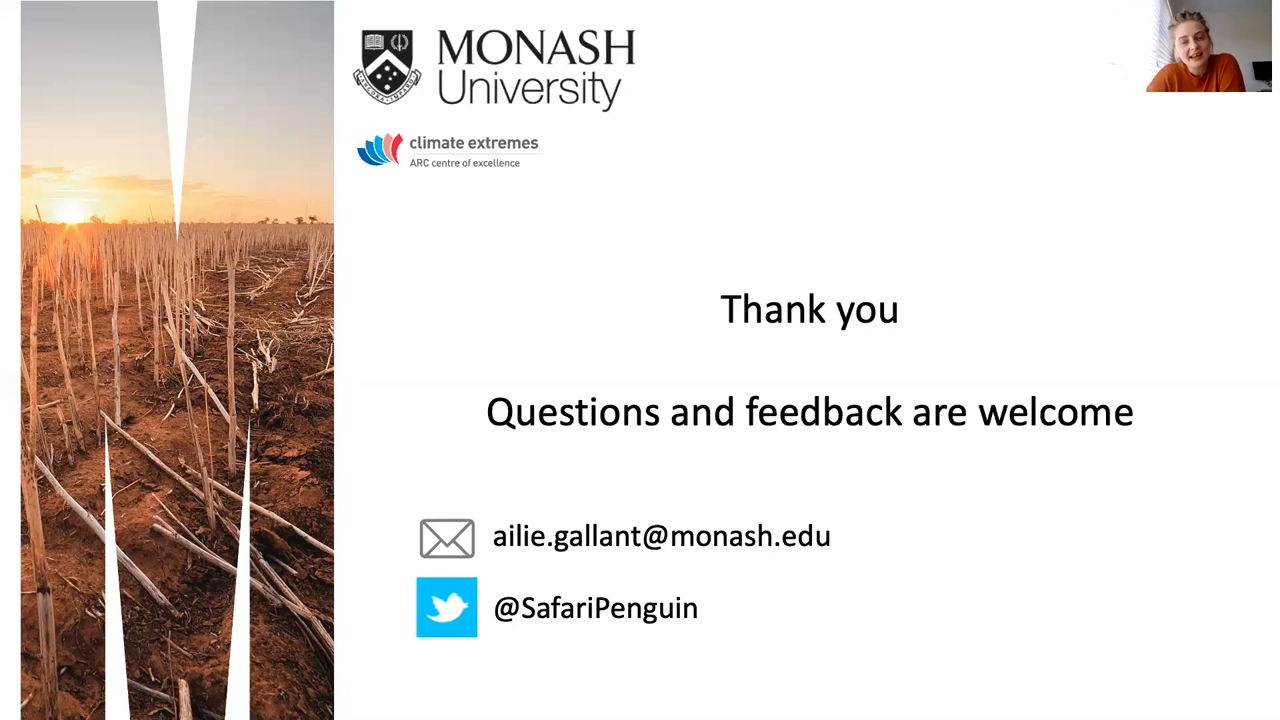 MONASH
University
climate extremes
ARC centre of excellence
Thank you
Questions and feedback are welcome
ailie.gallant@monash.edu
@SafariPenguin